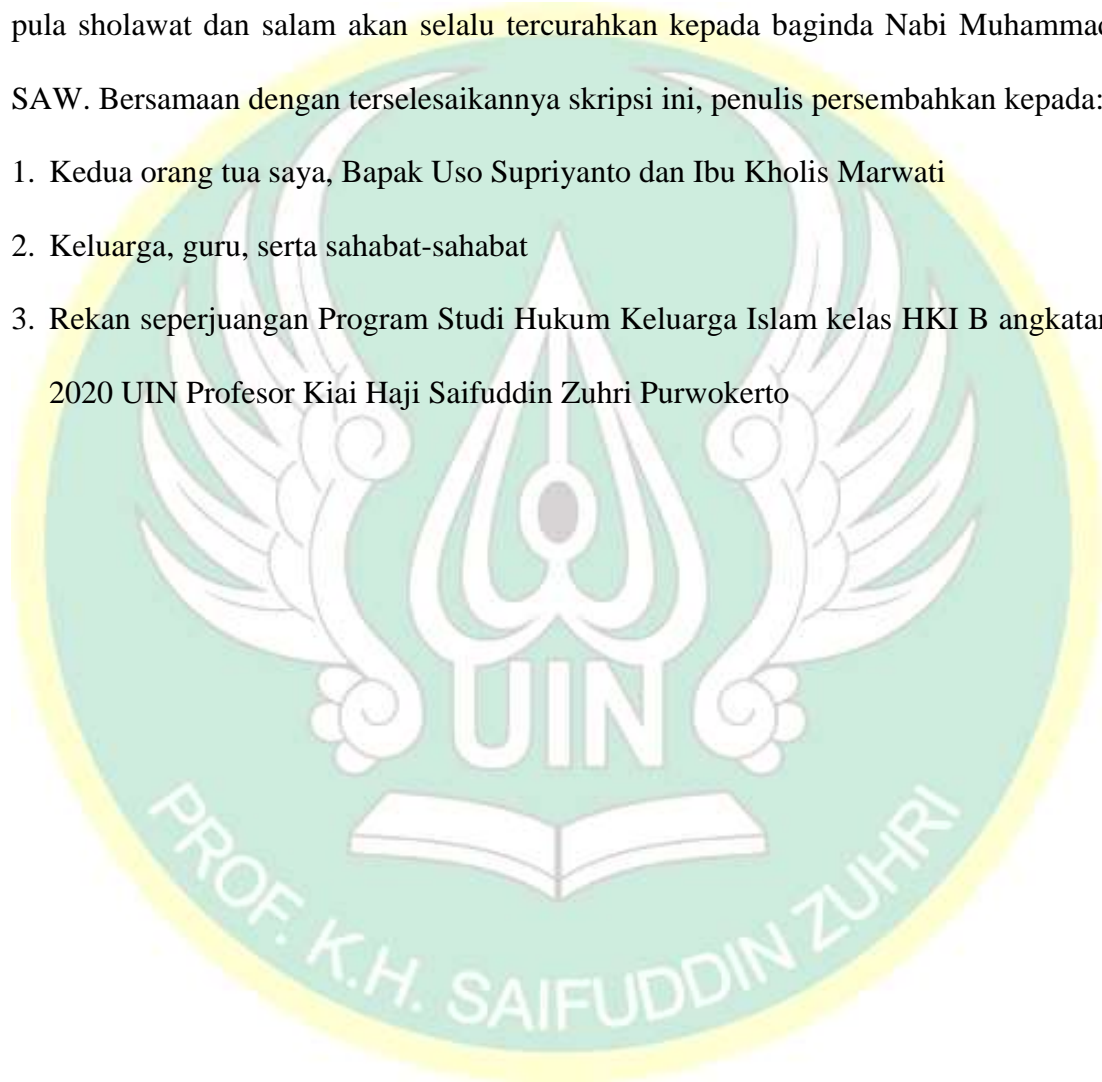 pula sholawat dan salam akan selalu tercurahkan kepada baginda Nabi Muhammad
SAW. Bersamaan dengan terselesaikannya skripsi ini, penulis persembahkan kepada:
1. Kedua orang tua saya, Bapak Uso Supriyanto dan Ibu Kholis Marwati
2. Keluarga, guru, serta sahabat-sahabat
3. Rekan seperjuangan Program Studi Hukum Keluarga Islam kelas HKI B angkatan
2020 UIN Profesor Kiai Haji Saifuddin Zuhri Purwokerto
UIN
PROF. K.H. SAIFUDDIN ZUHRI